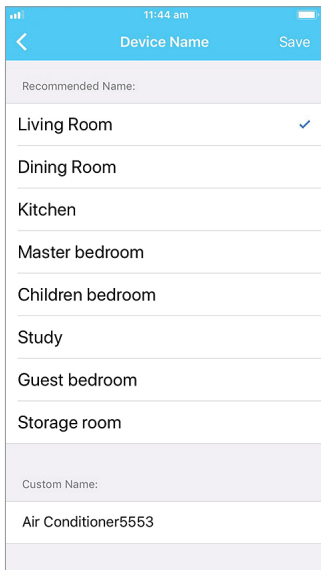 11:44 am
Device Name Save
Recommended Name:
Living Room
Dining Room
Kitchen
Master bedroom
Children bedroom
Study
Guest bedroom
Storage room
Custom Name:
Air Conditioner5553